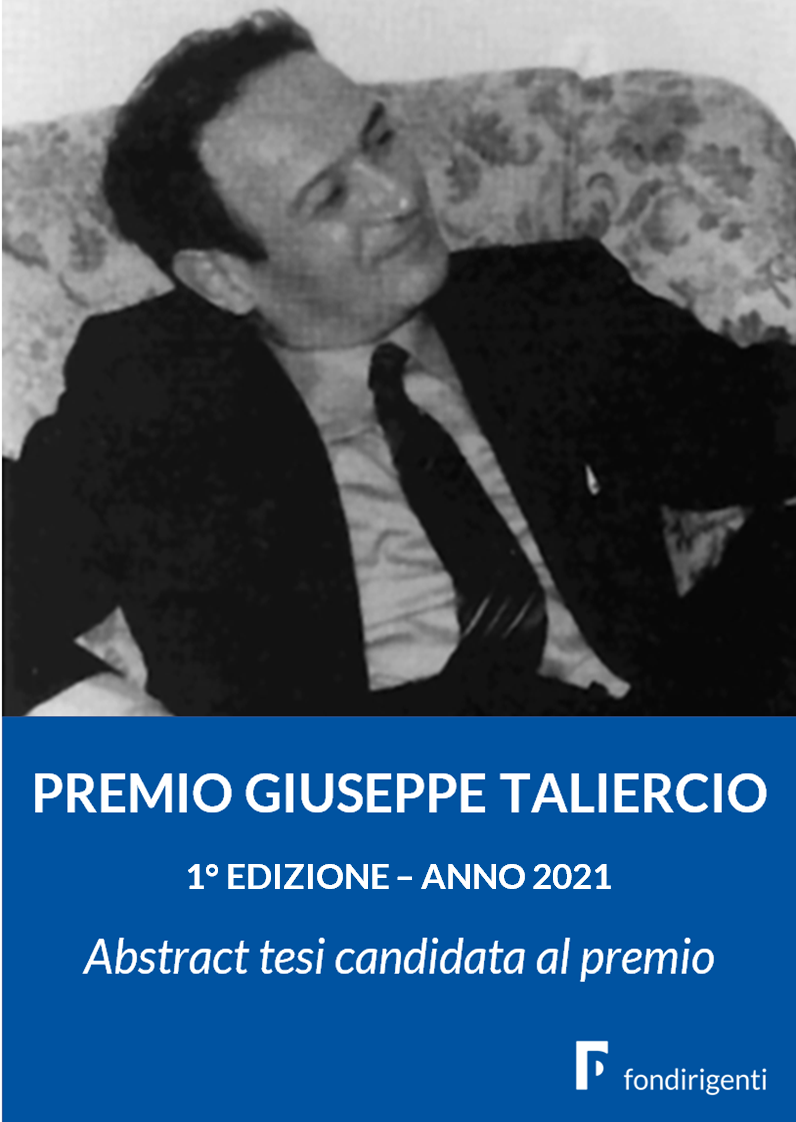 PREMIO GIUSEPPE TALIERCIO
1° EDIZIONE – ANNO 2021
Abstract tesi candidata al premio
fondirigenti